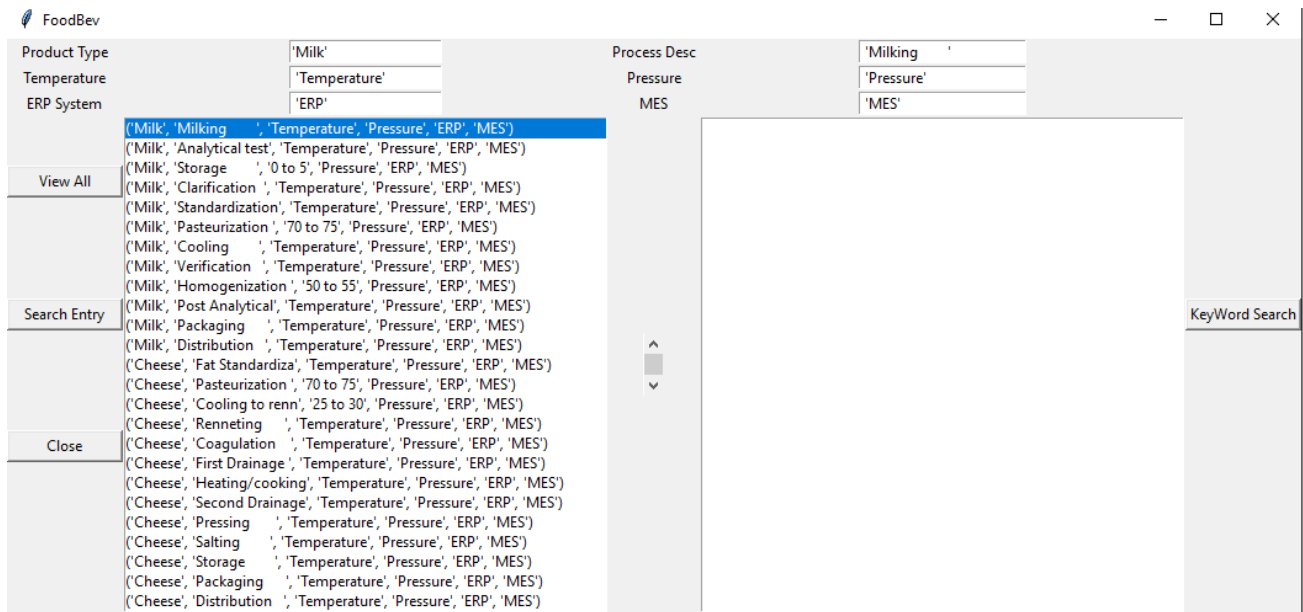 FoodBev
Product Type 'Milk' Process Desc 'Milking       '
Temperature 'Temperature' Pressure 'Pressure'
ERP System 'ERP' MES 'MES'
('Milk', 'Milking       ', 'Temperature', 'Pressure', 'ERP', 'MES')
('Milk', 'Analytical test', 'Temperature', 'Pressure', 'ERP', 'MES')
('Milk', 'Storage       ', '0 to 5', 'Pressure', 'ERP', 'MES')
View All
('Milk', 'Clarification  ', 'Temperature', 'Pressure', 'ERP', 'MES')
('Milk', 'Standardization', 'Temperature', 'Pressure', 'ERP', 'MES')
('Milk', 'Pasteurization ', '70 to 75', 'Pressure', 'ERP', 'MES')
('Milk', 'Cooling       ', 'Temperature', 'Pressure', 'ERP', 'MES')
('Milk', 'Verification   ', 'Temperature', 'Pressure', 'ERP', 'MES')
('Milk', 'Homogenization ', '50 to 55', 'Pressure', 'ERP', 'MES')
('Milk', 'Post Analytical', 'Temperature', 'Pressure', 'ERP', 'MES')
Search Entry
KeyWord Search
('Milk', 'Packaging     ', 'Temperature', 'Pressure', 'ERP', 'MES')
('Milk', 'Distribution   ', 'Temperature', 'Pressure', 'ERP', 'MES')
('Cheese', 'Fat Standardiza', 'Temperature', 'Pressure', 'ERP', 'MES')
('Cheese', 'Pasteurization ', '70 to 75', 'Pressure', 'ERP', 'MES')
('Cheese', 'Cooling to renn', '25 to 30', 'Pressure', 'ERP', 'MES')
('Cheese', 'Renneting     ', 'Temperature', 'Pressure', 'ERP', 'MES')
('Cheese', 'Coagulation   ', 'Temperature', 'Pressure', 'ERP', 'MES')
Close
('Cheese', 'First Drainage ', 'Temperature', 'Pressure', 'ERP', 'MES')
('Cheese', 'Heating/cooking', 'Temperature', 'Pressure', 'ERP', 'MES')
('Cheese', 'Second Drainage', 'Temperature', 'Pressure', 'ERP', 'MES')
('Cheese', 'Pressing      ', 'Temperature', 'Pressure', 'ERP', 'MES')
('Cheese', 'Salting       ', 'Temperature', 'Pressure', 'ERP', 'MES')
('Cheese', 'Storage       ', 'Temperature', 'Pressure', 'ERP', 'MES')
('Cheese', 'Packaging     ', 'Temperature', 'Pressure', 'ERP', 'MES')
('Cheese', 'Distribution   ', 'Temperature', 'Pressure', 'ERP', 'MES')